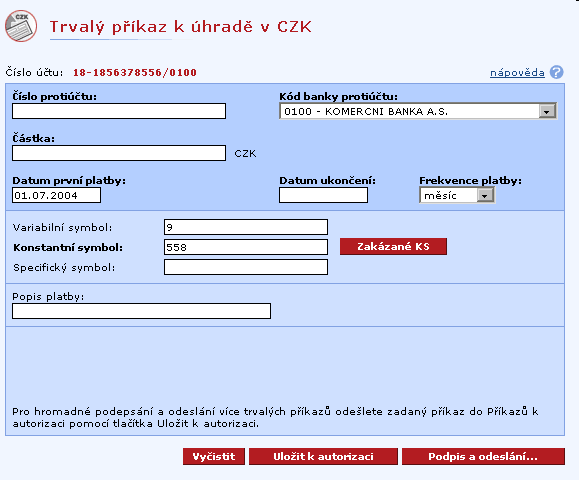 CZK
Trvalý příkaz k úhradě v CZK
Číslo účtu: 18-1856378556/0100 nápověda ?
Číslo protiúčtu: Kód banky protiúčtu:
0100 - KOMERCNI BANKA A.S.
Částka:
CZK
Datum první platby: Datum ukončení: Frekvence platby:
01.07.2004 měsíc
Variabilní symbol: 9
Konstantní symbol: 558 Zakázané KS
Specifický symbol:
Popis platby:
Pro hromadné podepsání a odeslání více trvalých příkazů odešlete zadaný příkaz do Příkazů k
autorizaci pomocí tlačítka Uložit k autorizaci.
Vyčistit Uložit k autorizaci Podpis a odeslání...